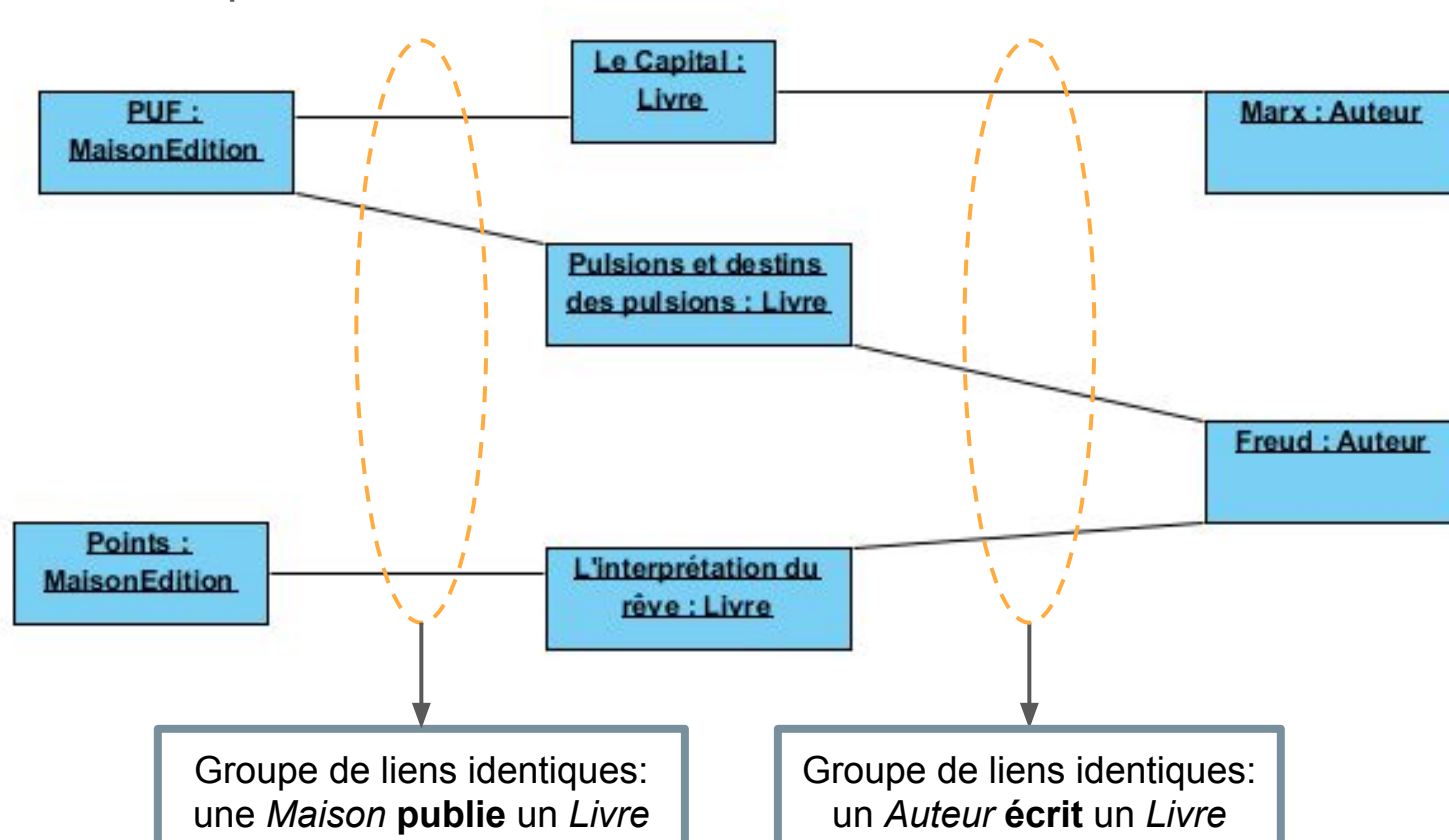 Le Capital :
Livre
PUF :
MaisonEdition
Marx : Auteur
Pulsions et destins
des pulsions : Livre
Freud : Auteur
Points :
MaisonEdition
L'interprétation du
rêve : Livre
Groupe de liens identiques:
une Maison publie un Livre
Groupe de liens identiques:
un Auteur écrit un Livre